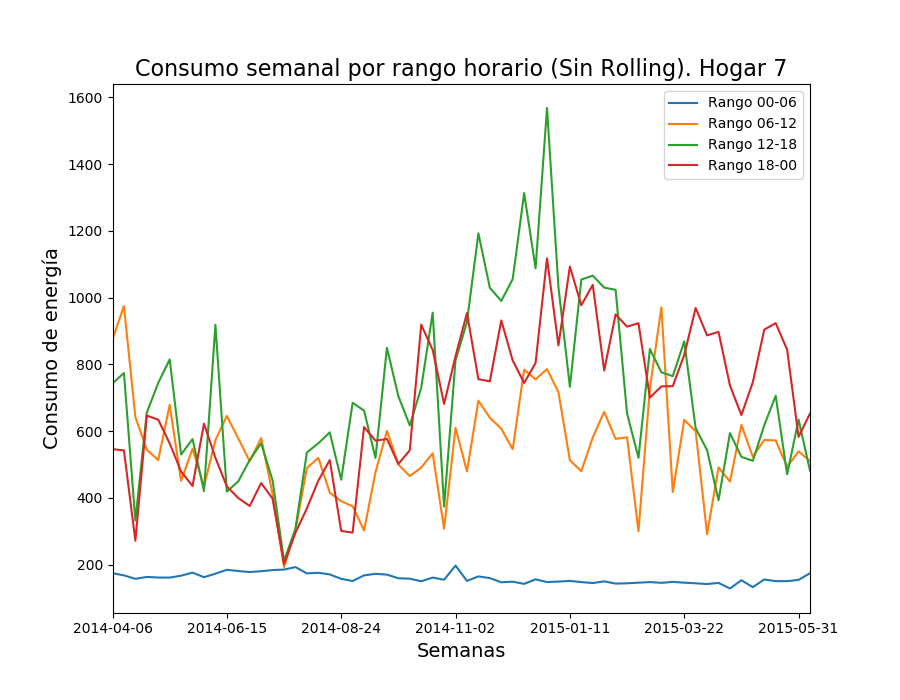 Consumo semanal por rango horario (Sin Rolling). Hogar 7
Rango 00-06
Rango 06-12
Rango 12-18
Rango 18-00
1600
1400
1200
1000
800
600
400
200
Consumo de energía
2014-04-06
2014-06-15
2014-08-24
2014-11-02
2015-01-11
2015-03-22
2015-05-31
Semanas